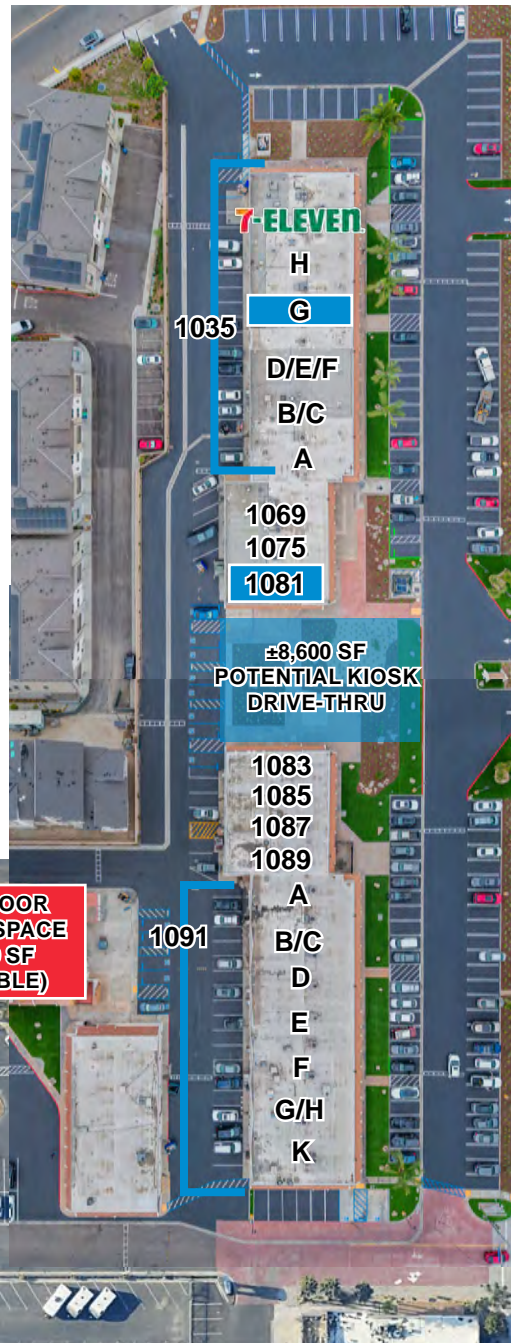 7-ELEVEN
H
G
1035
D/E/F
B/C
A
1069
1075
1081
±8,600 SF
POTENTIAL KIOSK
DRIVE-THRU
1083
1085
1087
1089
A
OOR
SPACE
SF
BLE)
1091
B/C
D
E
F
G/H
K